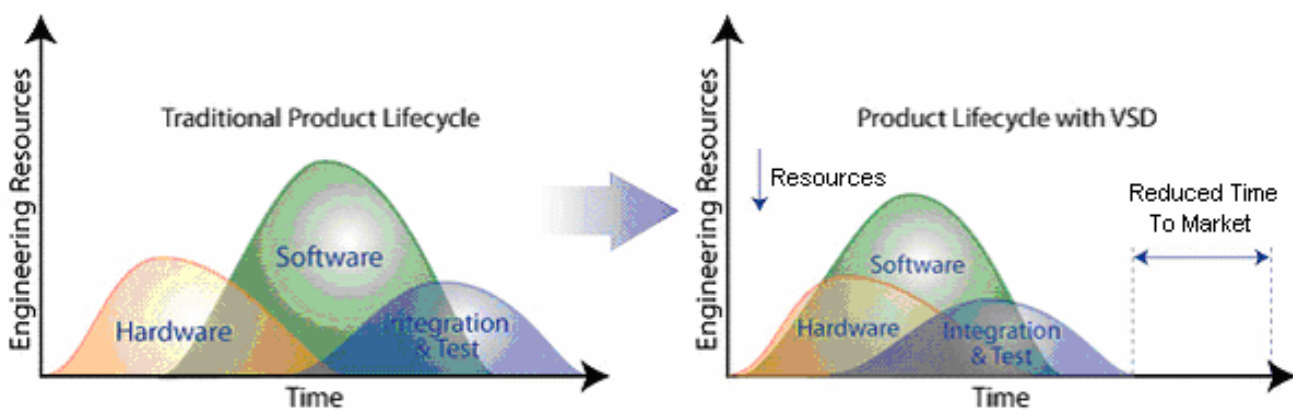 Engineering Resources
Traditional Product Lifecycle
Software
Hardware
Integration
& Test
Time
Engineering Resources
Product Lifecycle with VSD
Resources
Reduced Time
To Market
Software
Hardware
Integration
& Test
Time